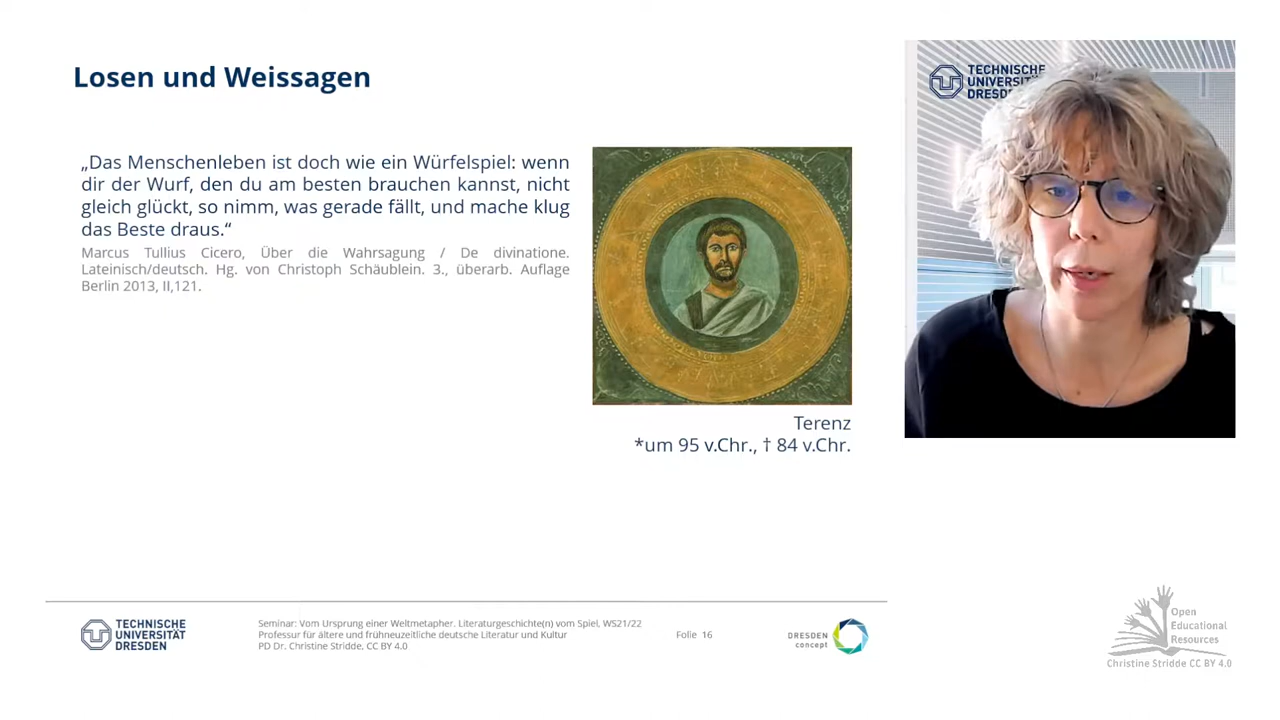 Losen und Weissagen
„Das Menschenleben ist doch wie ein Würfelspiel: wenn
dir der Wurf, den du am besten brauchen kannst, nicht
gleich glückt, so nimm, was gerade fällt, und mache klug
das Beste draus.“
Marcus Tullius Cicero, Über die Wahrsagung / De divinatione.
Lateinisch/deutsch. Hg. von Christoph Schäublein. 3., überarb. Auflage
Berlin 2013, II,121.
Terenz
*um 95 v.Chr., † 84 v.Chr.
TECHNISCHE
UNIVERSITÄ
DRESDEN
TECHNISCHE
UNIVERSITÄT
DRESDEN
Seminar: Vom Ursprung einer Weltmetapher. Literaturgeschichte(n) vom Spiel, WS21/22
Professur für ältere und frühneuzeitliche deutsche Literatur und Kultur
PD Dr. Christine Stridde, CC BY 4.0
Folie 16
DRESDEN
concept
Open
Educational
Resources
Christine Stridde CC BY 4.0